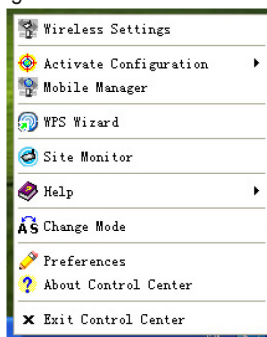 Wireless Settings
Activate Configuration
Mobile Manager
WPS Wizard
Site Monitor
Help
Change Mode
Preferences
About Control Center
Exit Control Center